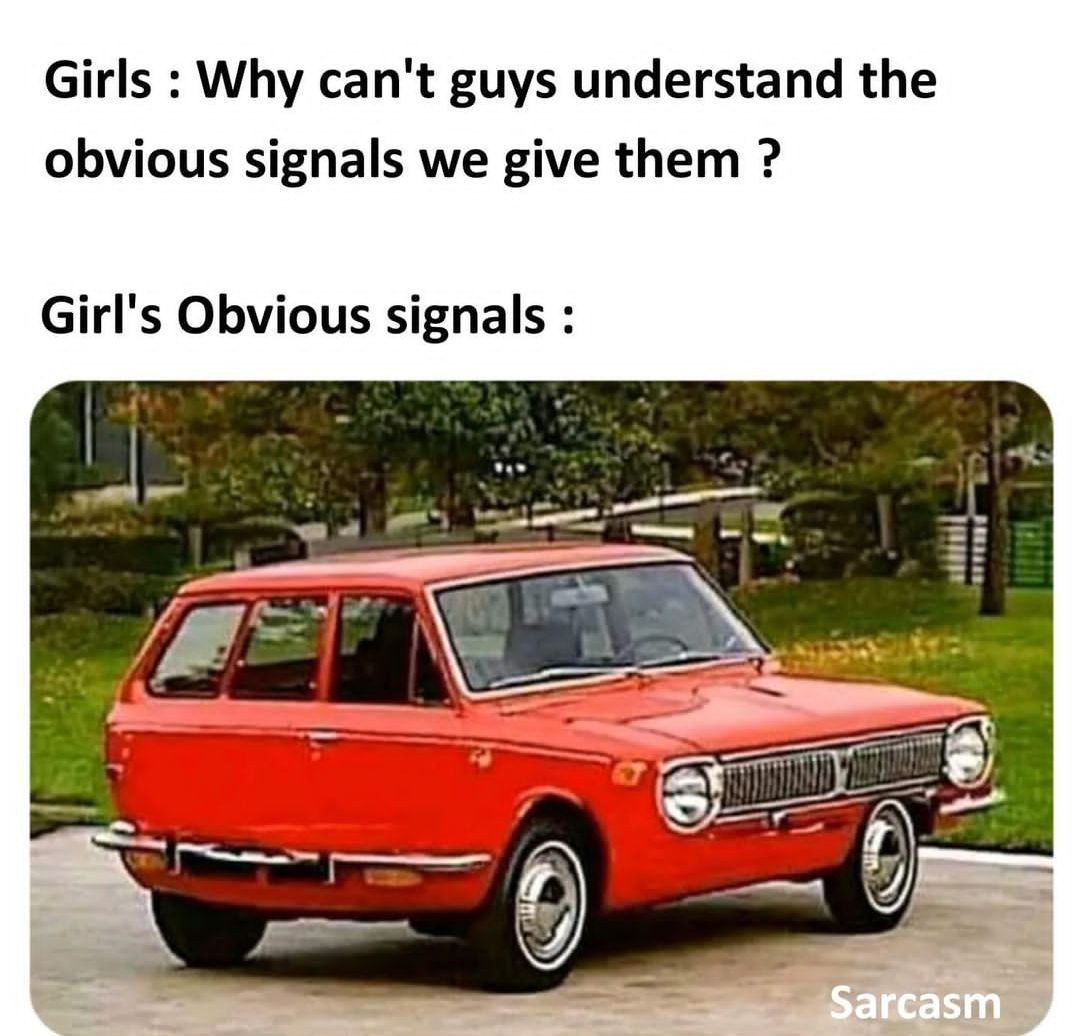 Girls : Why can't guys understand the
obvious signals we give them ?
Girl's Obvious signals :
Sarcasm